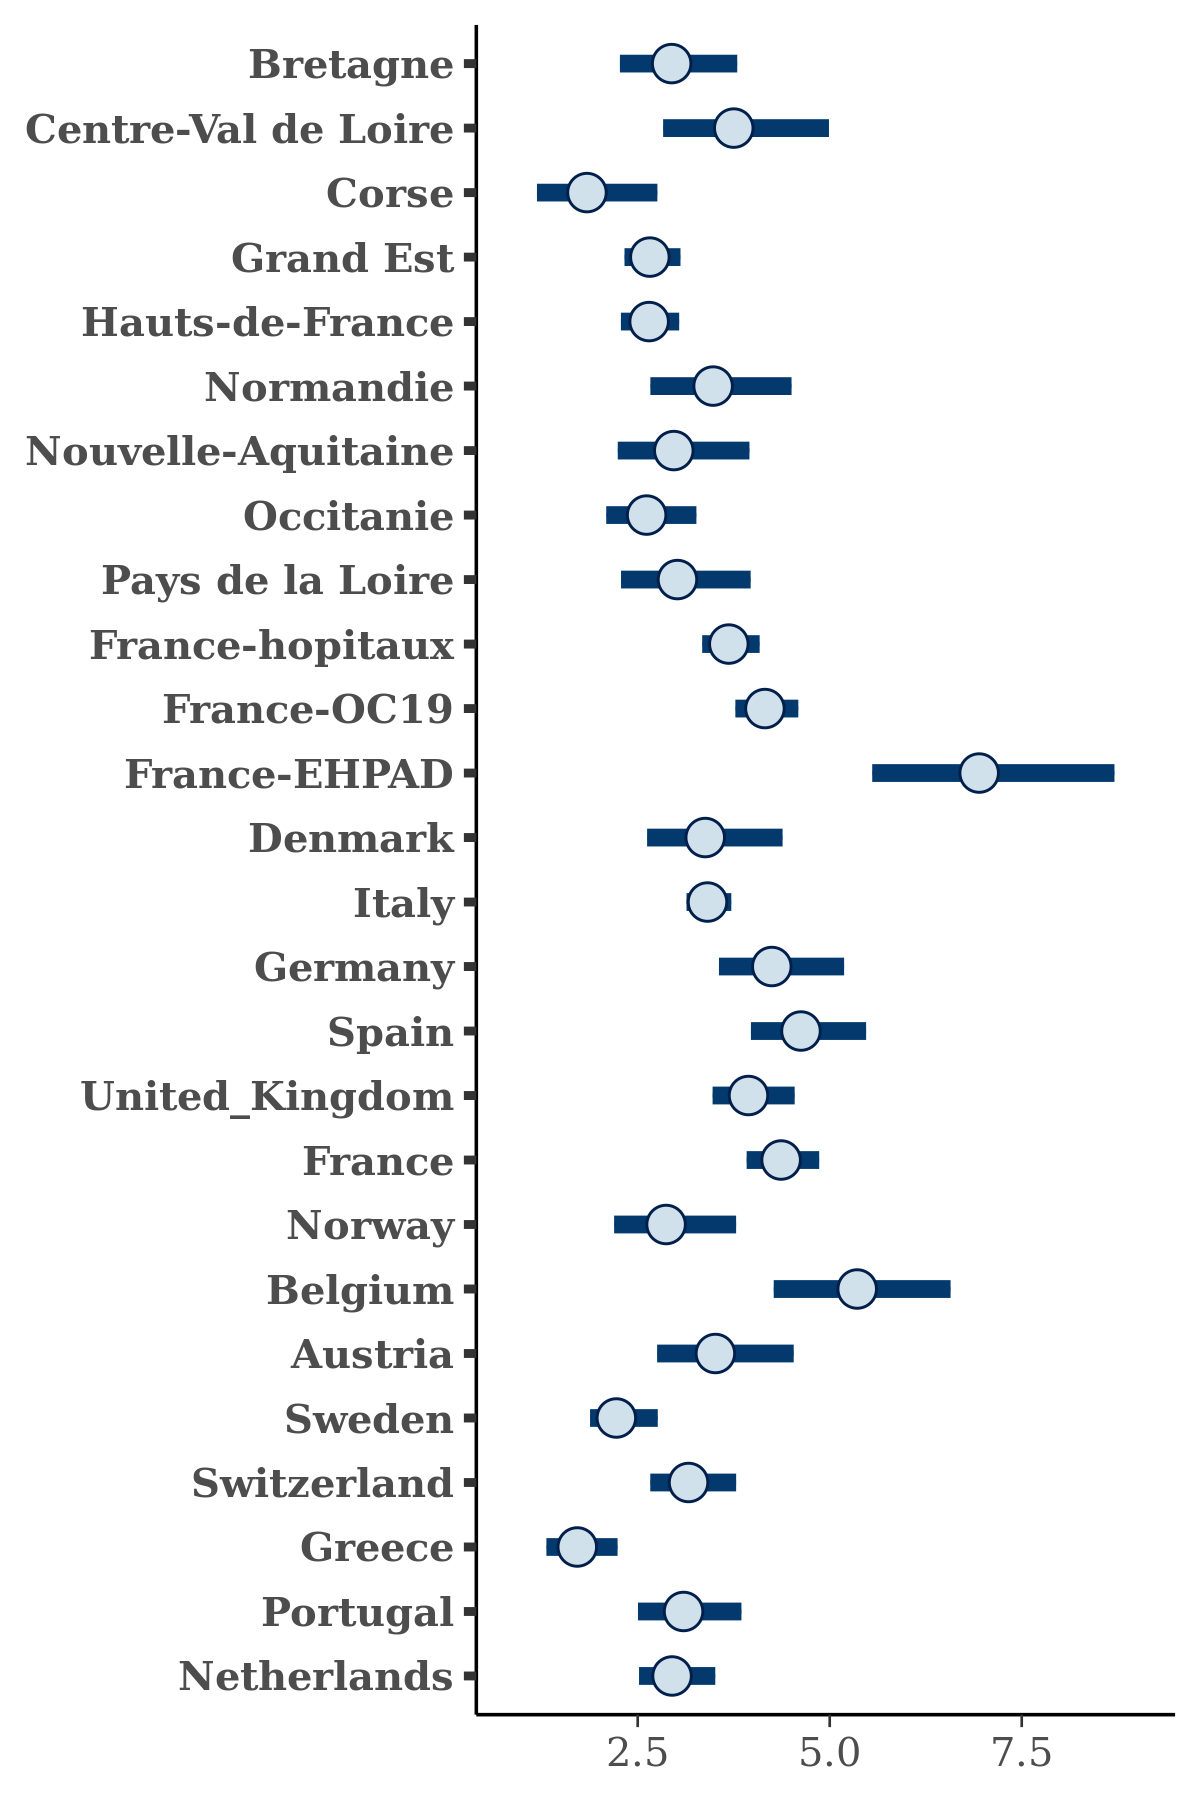 Bretagne
Centre-Val de Loire
Corse
Grand Est
Hauts-de-France
Normandie
Nouvelle-Aquitaine
Occitanie
Pays de la Loire
France-hopitaux
France-OC19
France-EHPAD
Denmark
Italy
Germany
Spain
United_Kingdom
France
Norway
Belgium
Austria
Sweden
Switzerland
Greece
Portugal
Netherlands
2.5 5.0 7.5